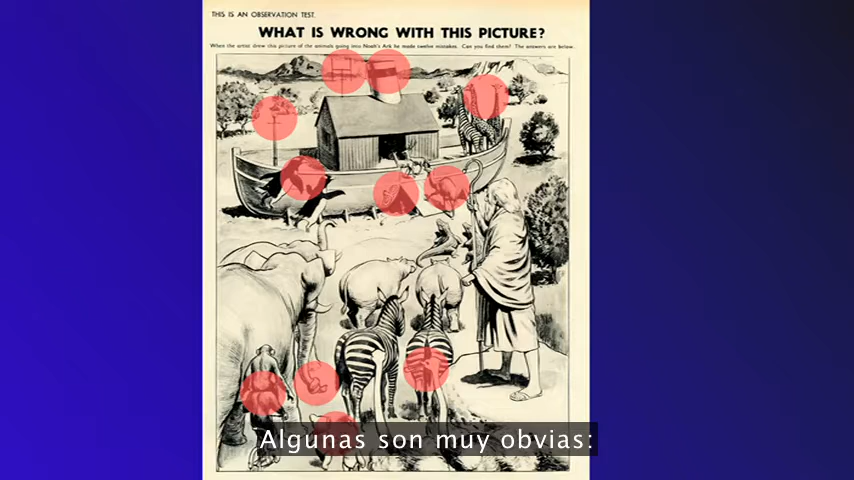 THIS IS AN OBSERVATION TEST.
WHAT IS WRONG WITH THIS PICTURE?
When the artist drew this picture of the animals going into Noah's Ark he made twelve mistakes. Can you find them? The answers are below.
Algunas son muy obvias: